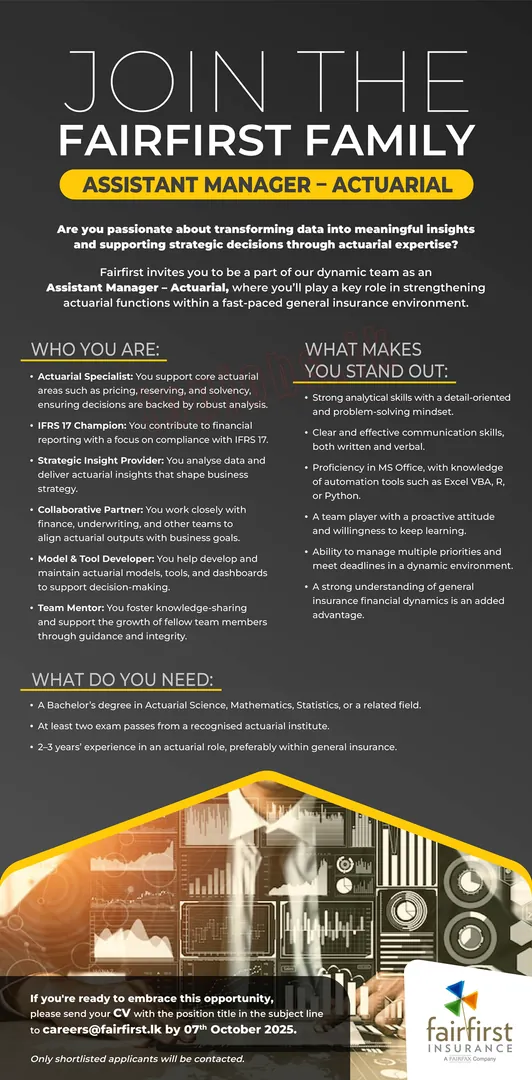 JOIN THE
FAIRFIRST FAMILY
ASSISTANT MANAGER – ACTUARIAL
Are you passionate about transforming data into meaningful insights
and supporting strategic decisions through actuarial expertise?
Fairfirst invites you to be a part of our dynamic team as an
Assistant Manager – Actuarial, where you’ll play a key role in strengthening
actuarial functions within a fast-paced general insurance environment.
WHO YOU ARE:
• Actuarial Specialist: You support core actuarial
areas such as pricing, reserving, and solvency,
ensuring decisions are backed by robust analysis.
• IFRS 17 Champion: You contribute to financial
reporting with a focus on compliance with IFRS 17.
• Strategic Insight Provider: You analyse data and
deliver actuarial insights that shape business
strategy.
• Collaborative Partner: You work closely with
finance, underwriting, and other teams to
align actuarial outputs with business goals.
• Model & Tool Developer: You help develop and
maintain actuarial models, tools, and dashboards
to support decision-making.
• Team Mentor: You foster knowledge-sharing
and support the growth of fellow team members
through guidance and integrity.
WHAT MAKES
YOU STAND OUT:
• Strong analytical skills with a detail-oriented
and problem-solving mindset.
• Clear and effective communication skills,
both written and verbal.
• Proficiency in MS Office, with knowledge
of automation tools such as Excel VBA, R,
or Python.
• A team player with a proactive attitude
and willingness to keep learning.
• Ability to manage multiple priorities and
meet deadlines in a dynamic environment.
• A strong understanding of general
insurance financial dynamics is an added
advantage.
WHAT DO YOU NEED:
• A Bachelor’s degree in Actuarial Science, Mathematics, Statistics, or a related field.
• At least two exam passes from a recognised actuarial institute.
• 2–3 years’ experience in an actuarial role, preferably within general insurance.
If you're ready to embrace this opportunity,
please send your CV with the position title in the subject line
to careers@fairfirst.lk by 07th October 2025.
Only shortlisted applicants will be contacted.
fairfirst
INSURANCE
A FAIRFAX Company